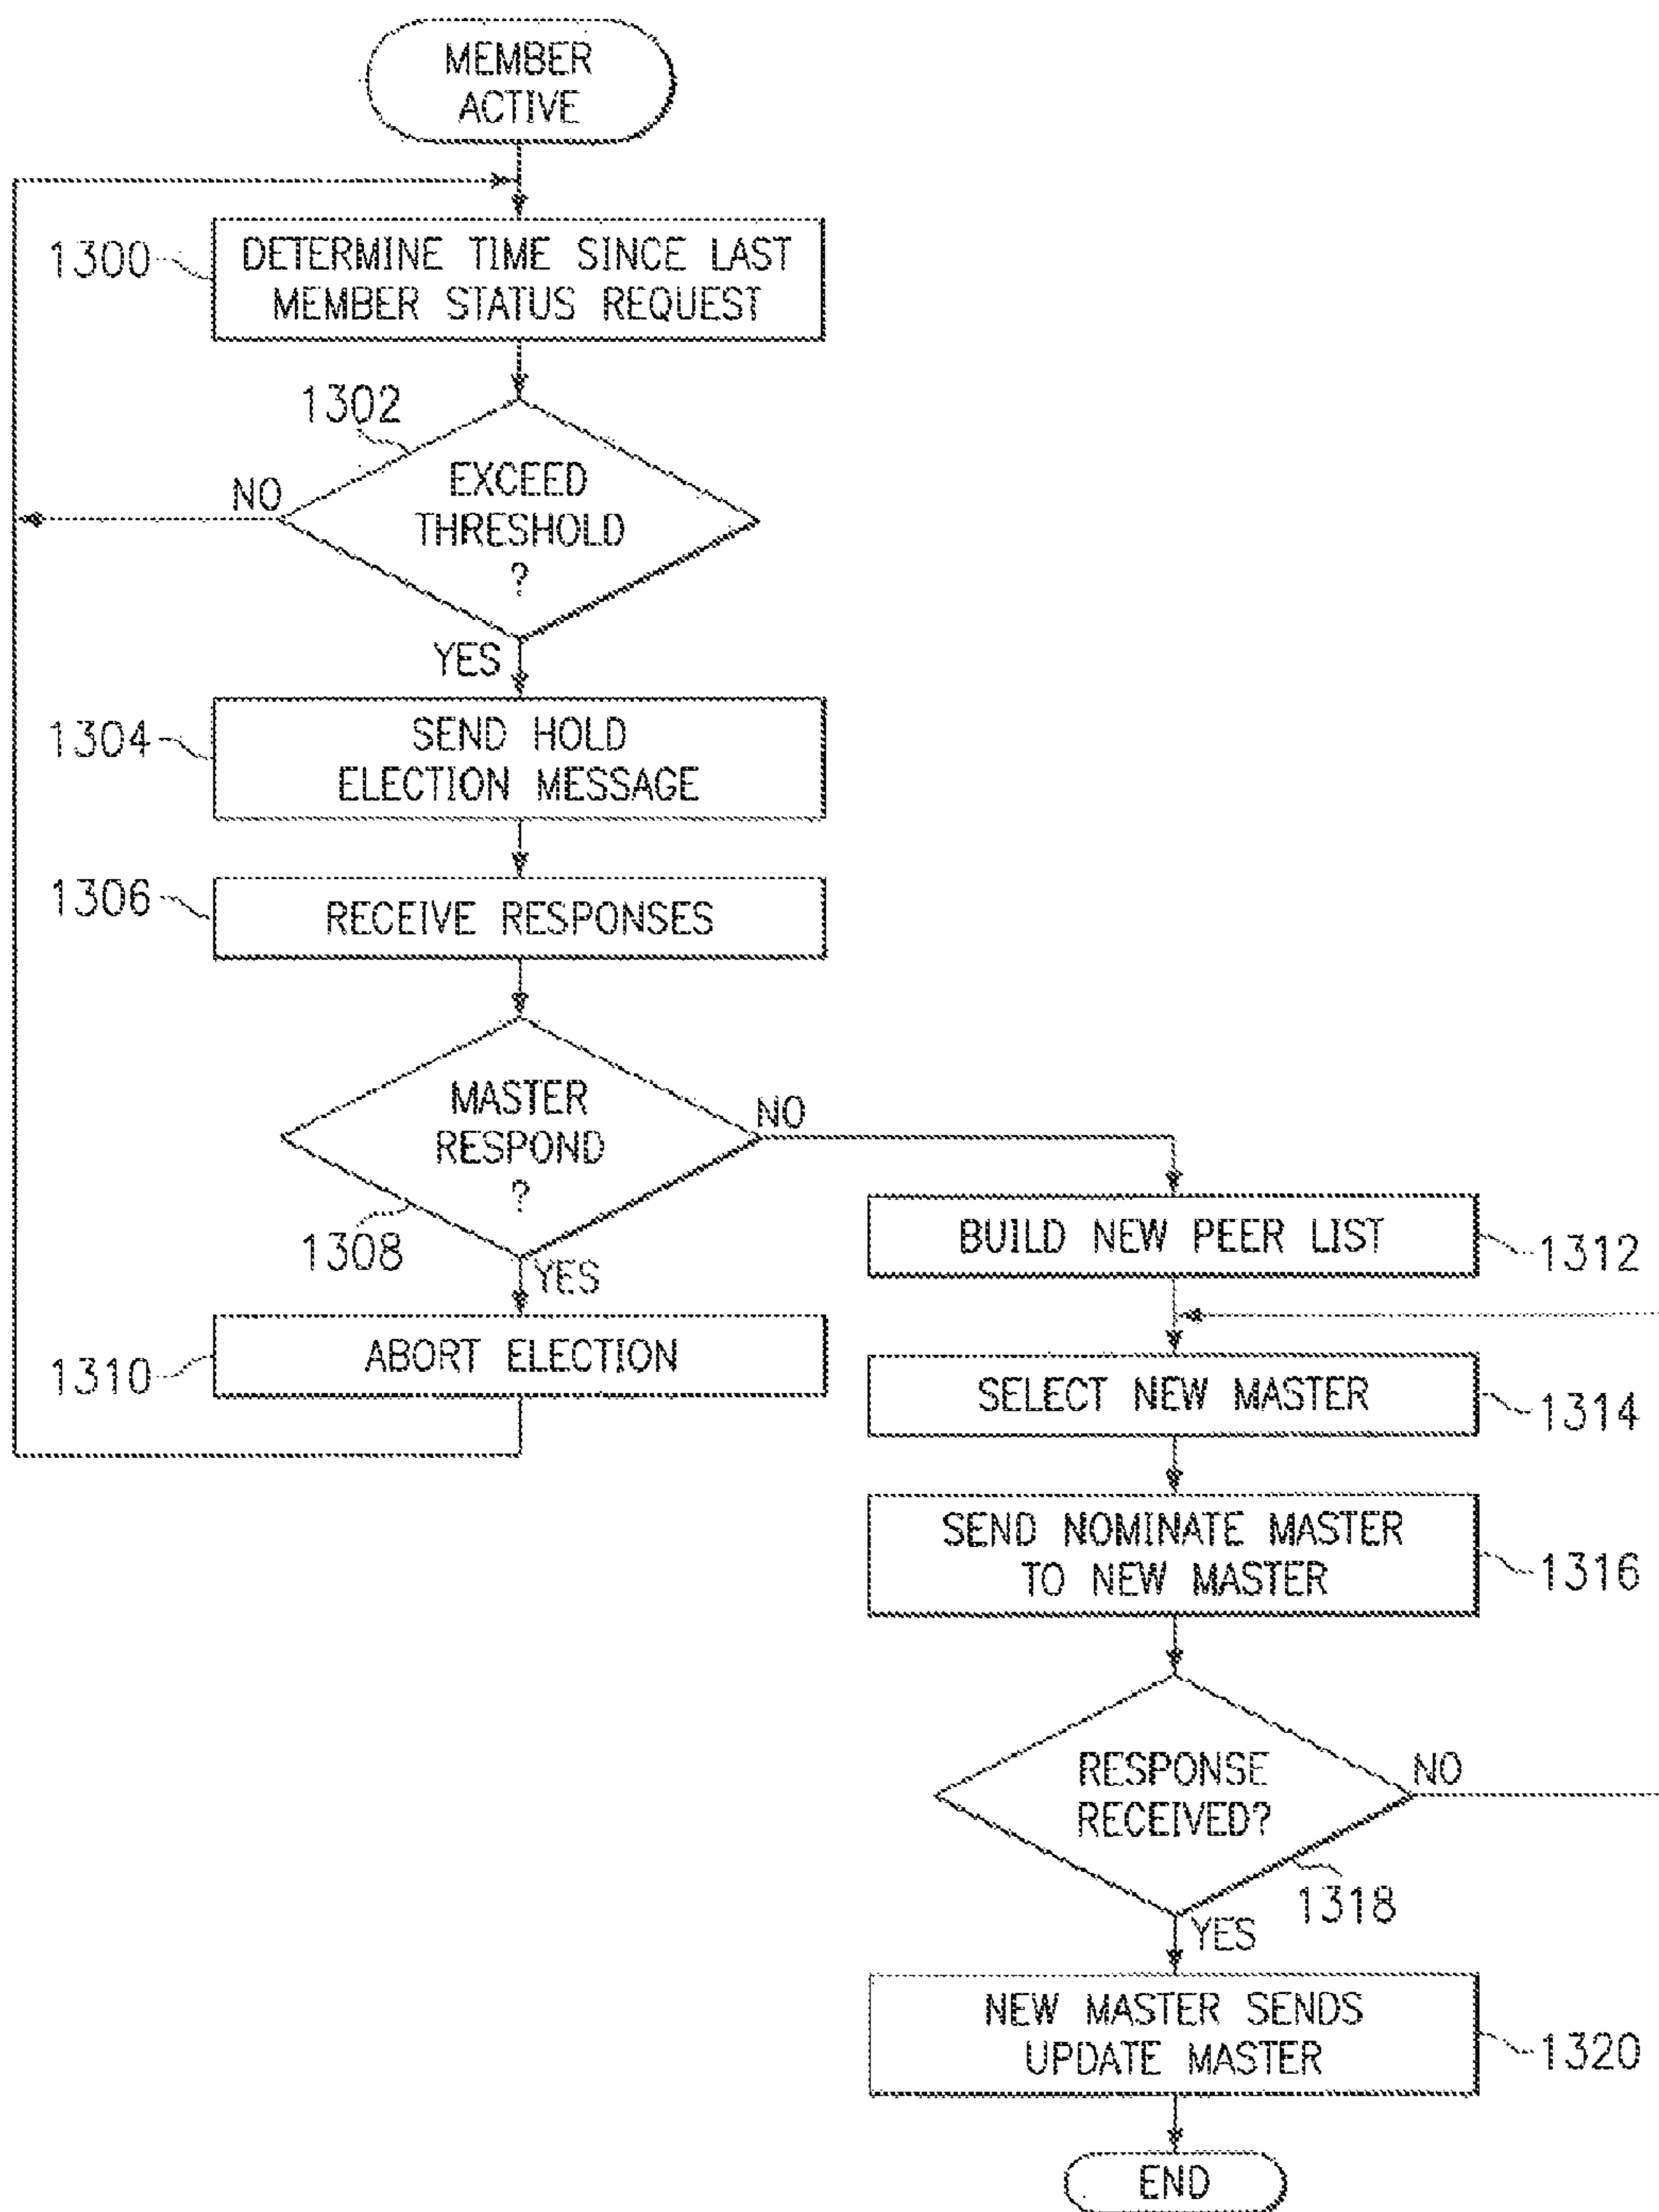 MEMBER
ACTIVE
1300
DETERMINE TIME SINCE LAST
MEMBER STATUS REQUEST
1302
NO
EXCEED
THRESHOLD
?
YES
1304
SEND HOLD
ELECTION MESSAGE
1306
RECEIVE RESPONSES
MASTER
RESPOND
?
NO
1308
YES
1310
ABORT ELECTION
BUILD NEW PEER LIST
1312
SELECT NEW MASTER
1314
SEND NOMINATE MASTER
TO NEW MASTER
1316
RESPONSE
RECEIVED?
NO
1318
YES
NEW MASTER SENDS
UPDATE MASTER
1320
END